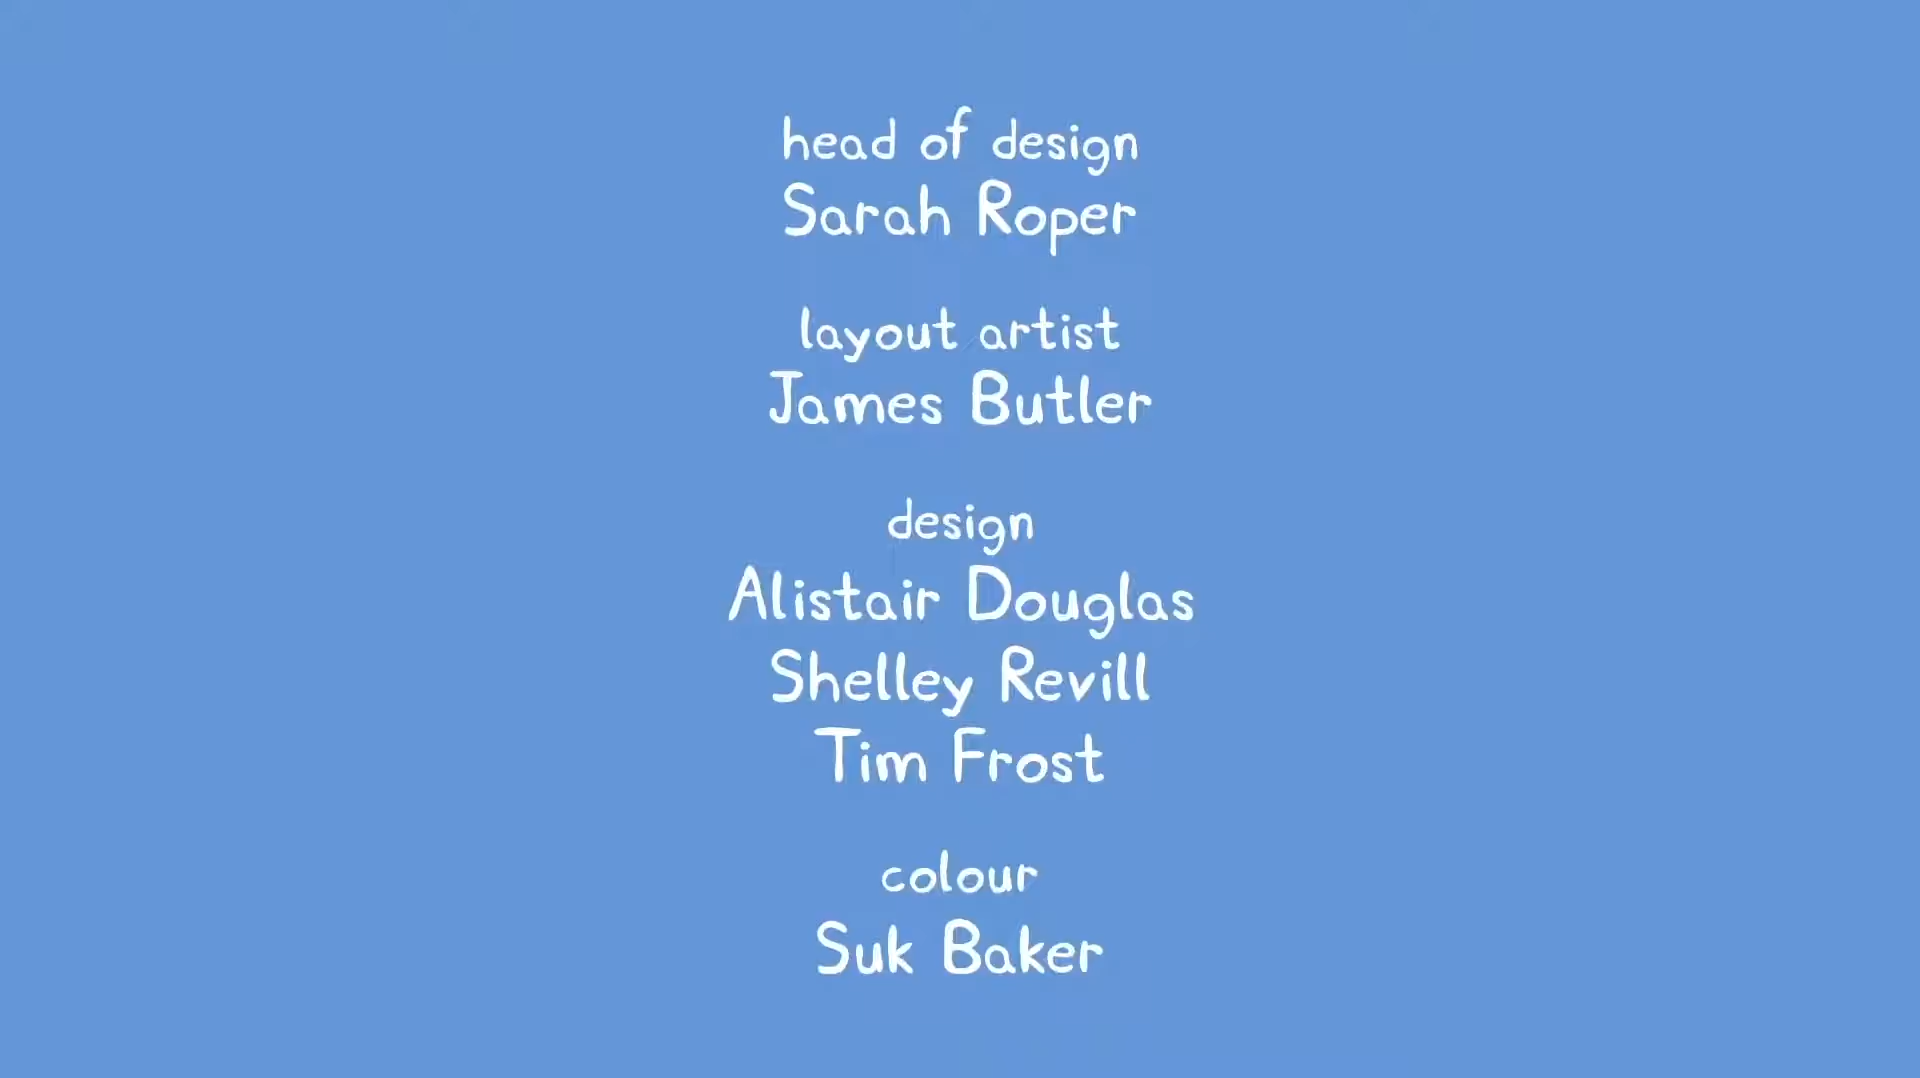 head of design
Sarah Roper
layout artist
James Butler
design
Alistair Douglas
Shelley Revill
Tim Frost
colour
Suk Baker